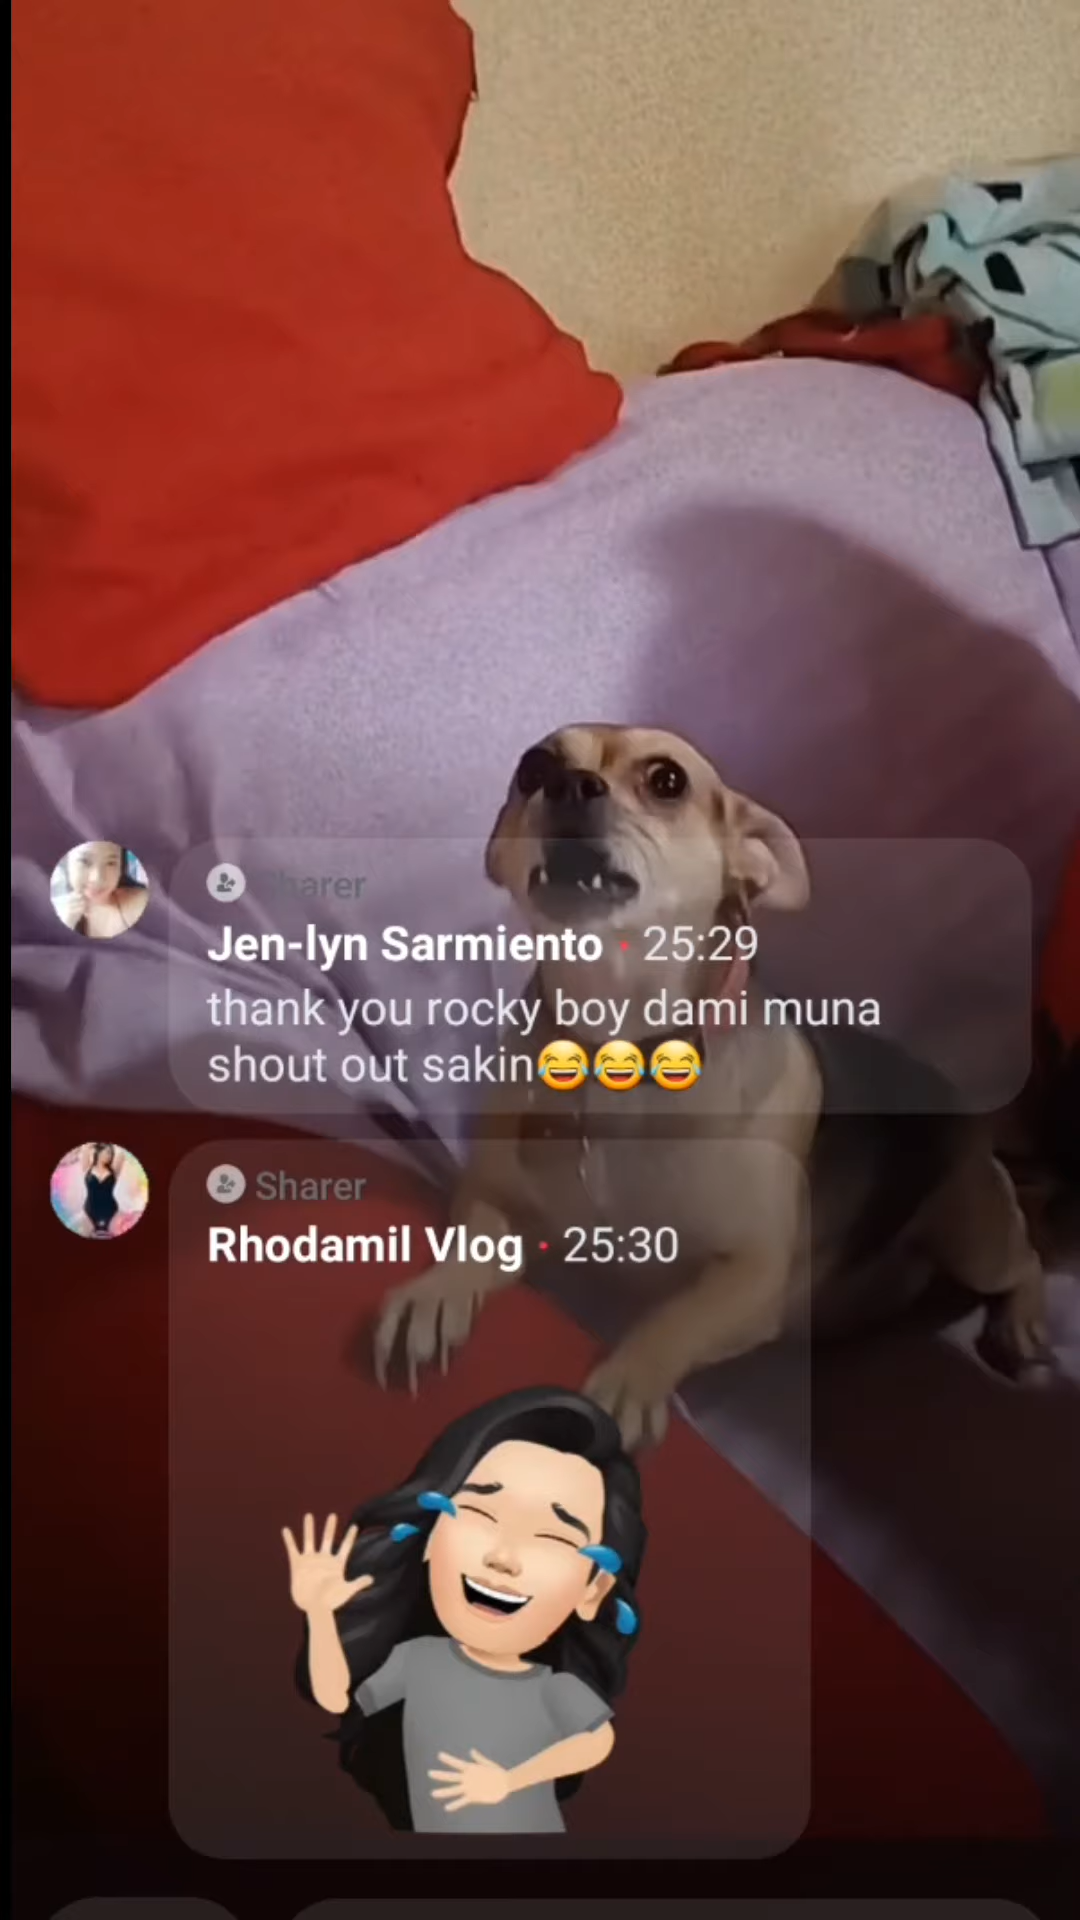 Sharer
Jen-lyn Sarmiento · 25:29
thank you rocky boy dami muna
shout out sakin😂😂😂
Sharer
Rhodamil Vlog · 25:30